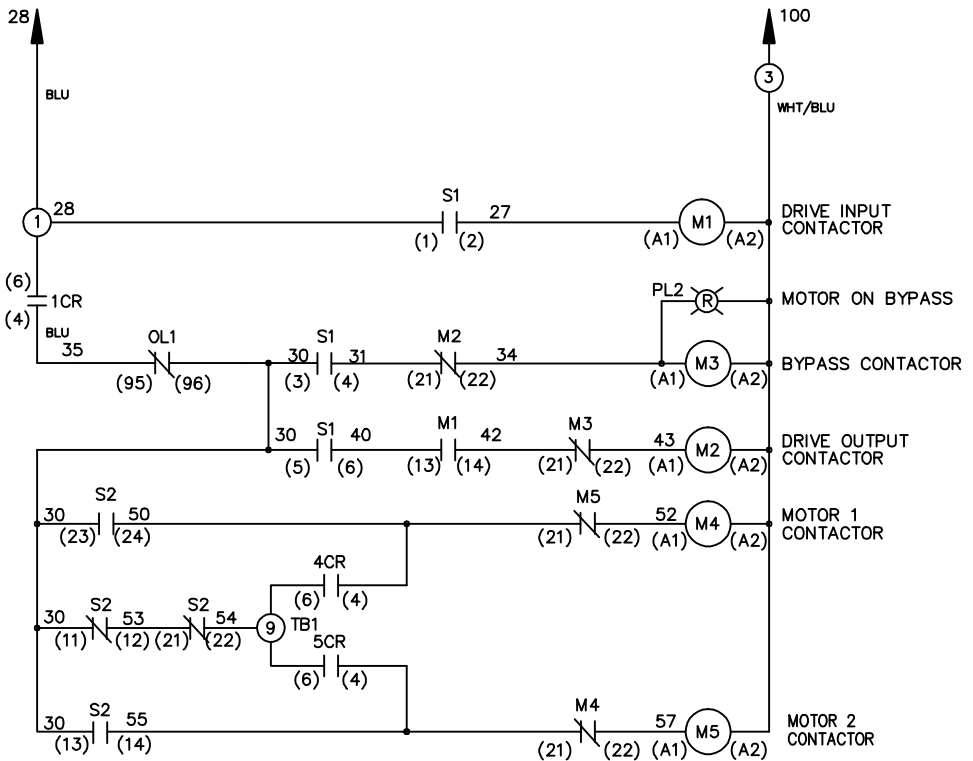 28
100
BLU
3
WHT/BLU
S1
1 28 27 M1 DRIVE INPUT
(1) (2) (A1) (A2) CONTACTOR
(6)
1CR
(4)
PL2 R MOTOR ON BYPASS
BLU
35 OL1 30 S1 31 M2 34 M3 BYPASS CONTACTOR
(95) (96) (3) (4) (21) (22) (A1) (A2)
30 S1 40 M1 42 M3 43 M2 DRIVE OUTPUT
(5) (6) (13) (14) (21) (22) (A1) (A2) CONTACTOR
30 S2 50 M5 52 M4 MOTOR 1
(23) (24) (21) (22) (A1) (A2) CONTACTOR
4CR
(6) (4)
30 S2 53 S2 54 9 TB1
(11) (12) (21) (22)
5CR
(6) (4)
30 S2 55 M4 57 M5 MOTOR 2
(13) (14) (21) (22) (A1) (A2) CONTACTOR